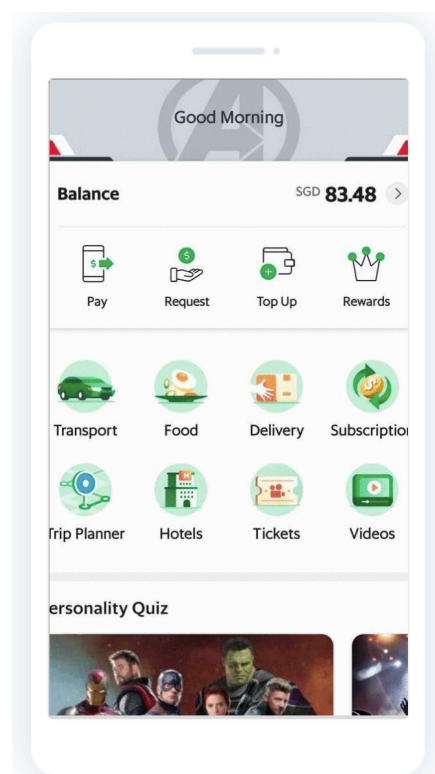 Good Morning
Balance SGD 83.48
Pay Request Top Up Rewards
Transport Food Delivery Subscriptio
Trip Planner Hotels Tickets Videos
ersonality Quiz